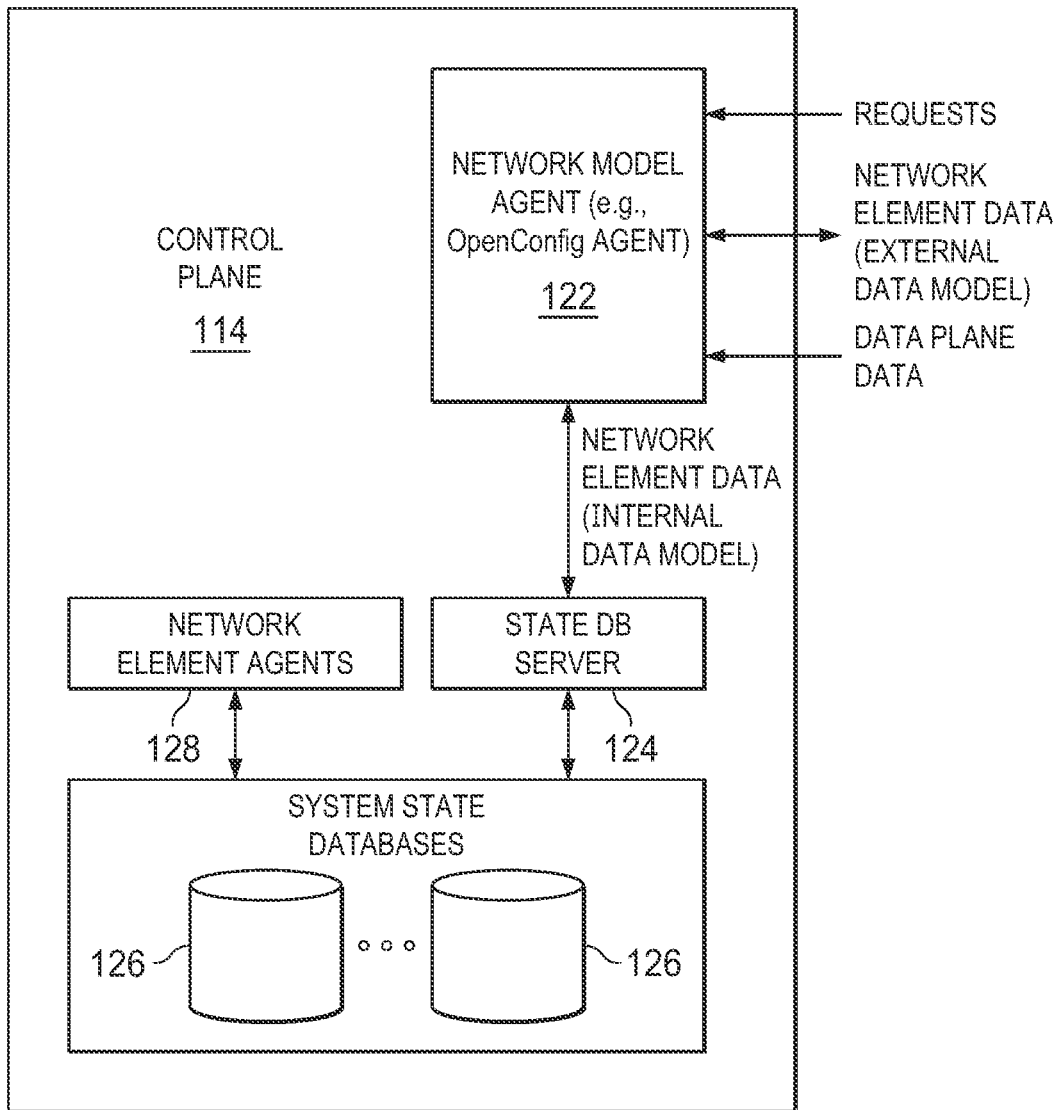 CONTROL
PLANE
114
NETWORK MODEL
AGENT (e.g.,
OpenConfig AGENT)
122
REQUESTS
NETWORK
ELEMENT DATA
(EXTERNAL
DATA MODEL)
DATA PLANE
DATA
NETWORK
ELEMENT DATA
(INTERNAL
DATA MODEL)
NETWORK
ELEMENT AGENTS
128
STATE DB
SERVER
124
SYSTEM STATE
DATABASES
126
126